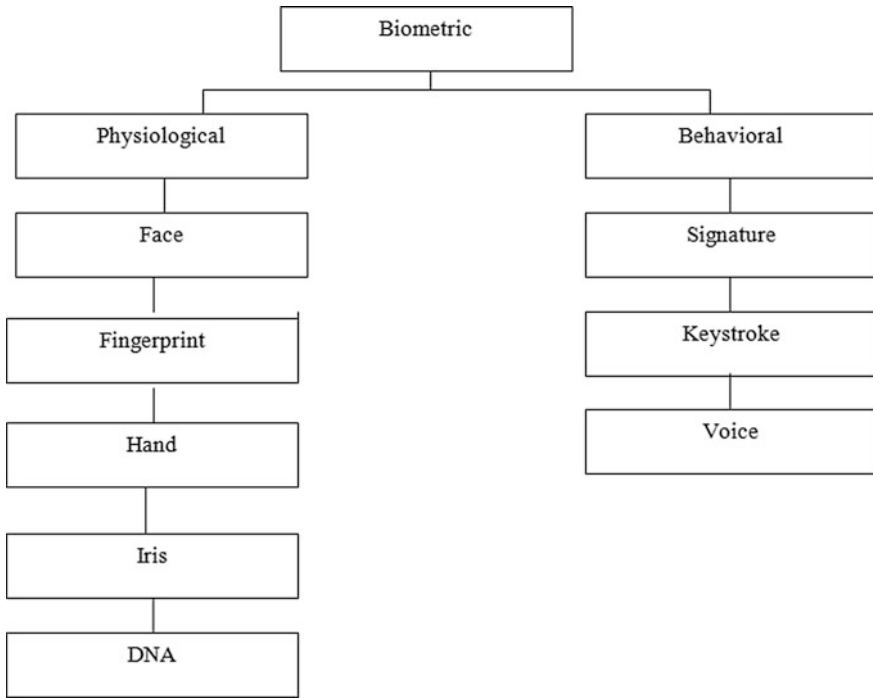 Biometric
Physiological
Behavioral
Face
Signature
Fingerprint
Keystroke
Hand
Voice
Iris
DNA